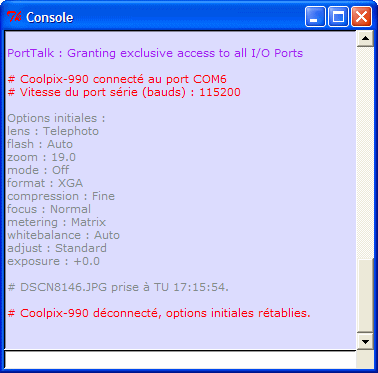 Console
PortTalk : Granting exclusive access to all I/O Ports
# Coolpix-990 connecté au port COM6
# Vitesse du port série (bauds) : 115200
Options initiales :
lens : Telephoto
flash : Auto
zoom : 19.0
mode : Off
format : XGA
compression : Fine
focus : Normal
metering : Matrix
whitebalance : Auto
adjust : Standard
exposure : +0.0
# DSCN8146.JPG prise à TU 17:15:54.
# Coolpix-990 déconnecté, options initiales rétablies.